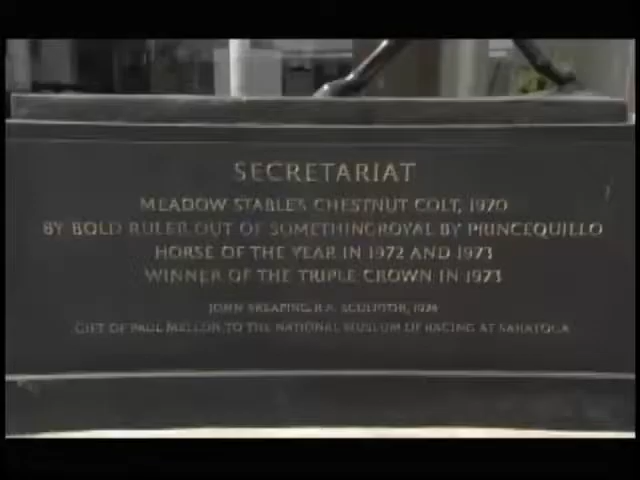 SECRETARIAT
MEADOW STABLES CHESTNUT COLT, 1970
BY BOLD RULER OUT OF SOMETHINGROYAL BY PRINCEQUILLO
HORSE OF THE YEAR IN 1972 AND 1973
WINNER OF THE TRIPLE CROWN IN 1973
JOHN SKEAPING, R.A. SCULPTOR,
GIFT OF PAUL MELLON TO THE NATIONAL MUSEUM OF RACING AT SARATOGA